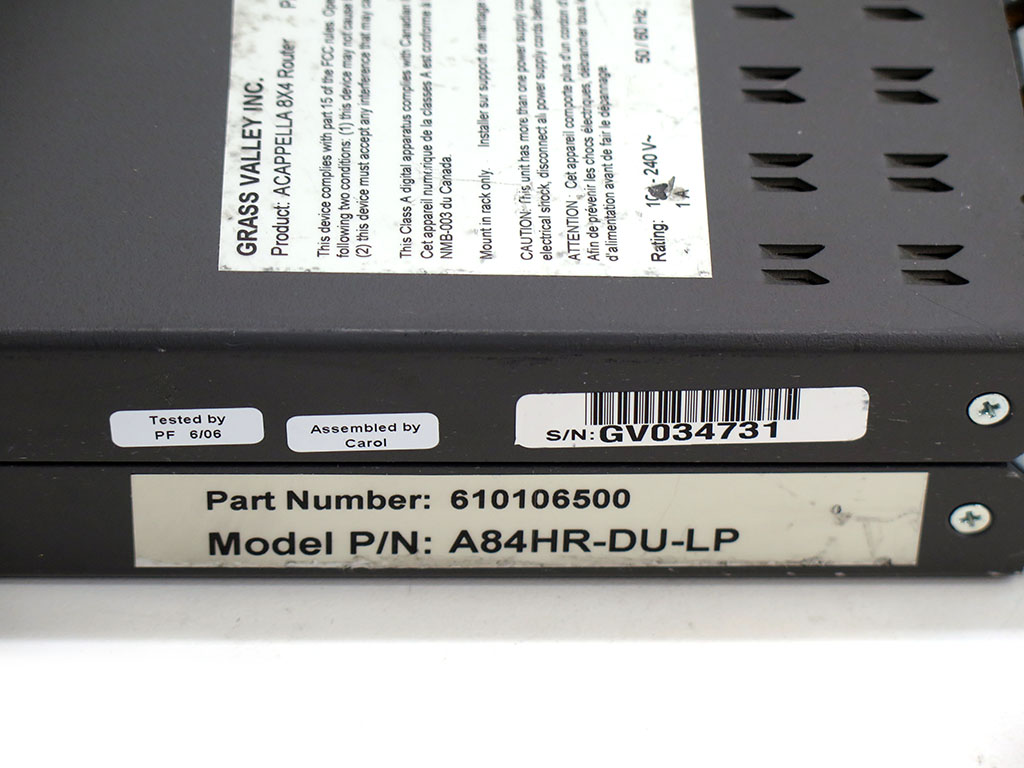 GRASS VALLEY INC.
Product: ACAPPELLA 8X4 Router
This device complies with part 15 of the FCC rules.
following two conditions: (1) this device may not cause
(2) this device must accept any interference that may
This Class A digital apparatus complies with Canadian
Cet appareil numérique de la classes A est conforme à
NMB-003 du Canada.
Mount in rack only. Installer sur support de
CAUTION: This unit has more than one power supply
electrical shock, disconnect all power supply cords before
ATTENTION: Cet appareil comporte plus d'un cordon
Afin de prévenir les chocs électriques, débrancher tous
d'alimentation avant de fair le dépannage.
Rating: - 240 V~ 50 / 60 Hz
1 A
Tested by
PF 6/06
Assembled by
Carol
S/N: GV034731
Part Number: 610106500
Model P/N: A84HR-DU-LP